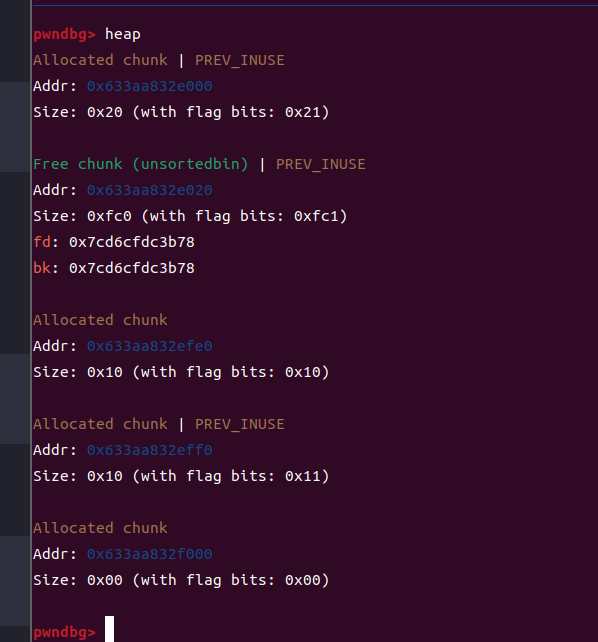 pwndbg> heap
Allocated chunk | PREV_INUSE
Addr: 0x633aa832e000
Size: 0x20 (with flag bits: 0x21)
Free chunk (unsortedbin) | PREV_INUSE
Addr: 0x633aa832e020
Size: 0xfc0 (with flag bits: 0xfc1)
fd: 0x7cd6cfdc3b78
bk: 0x7cd6cfdc3b78
Allocated chunk
Addr: 0x633aa832efe0
Size: 0x10 (with flag bits: 0x10)
Allocated chunk | PREV_INUSE
Addr: 0x633aa832eff0
Size: 0x10 (with flag bits: 0x11)
Allocated chunk
Addr: 0x633aa832f000
Size: 0x00 (with flag bits: 0x00)
pwndbg>